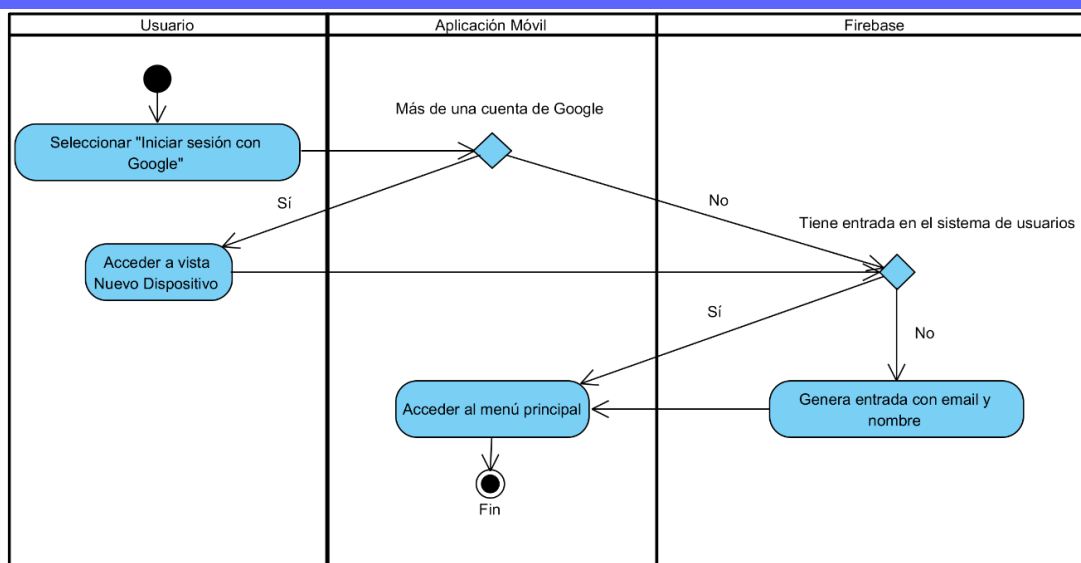 Usuario
Aplicación Móvil
Firebase
Más de una cuenta de Google
Seleccionar "Iniciar sesión con
Google"
Sí
No
Tiene entrada en el sistema de usuarios
Acceder a vista
Nuevo Dispositivo
Sí
No
Acceder al menú principal
Genera entrada con email y
nombre
Fin